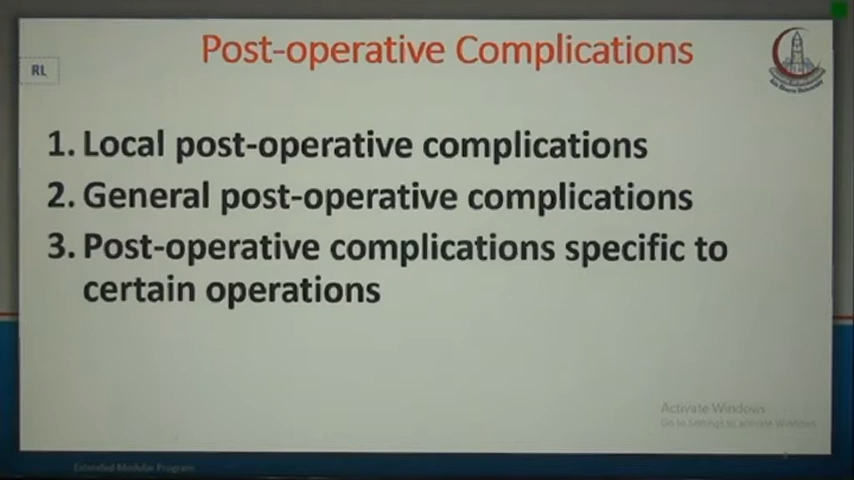 Post-operative Complications
RL
1. Local post-operative complications
2. General post-operative complications
3. Post-operative complications specific to
certain operations
Activate Windows
Go to Settings to activate Windows.
Extended Modular Program